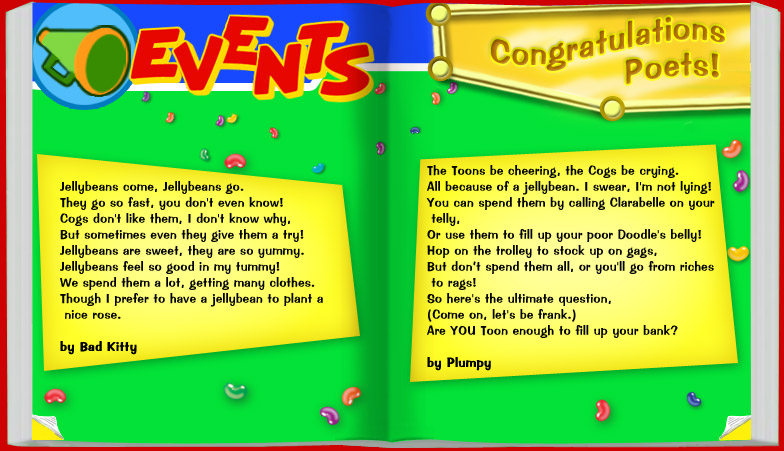 EVENTS
Congratulations
Poets!
Jellybeans come, Jellybeans go.
They go so fast, you don't even know!
Cogs don't like them, I don't know why,
But sometimes even they give them a try!
Jellybeans are sweet, they are so yummy.
Jellybeans feel so good in my tummy!
We spend them a lot, getting many clothes.
Though I prefer to have a jellybean to plant a
nice rose.
by Bad Kitty
The Toons be cheering, the Cogs be crying.
All because of a jellybean. I swear, I'm not lying!
You can spend them by calling Clarabelle on your
telly,
Or use them to fill up your poor Doodle's belly!
Hop on the trolley to stock up on gags,
But don't spend them all, or you'll go from riches
to rags!
So here's the ultimate question,
(Come on, let's be frank.)
Are YOU Toon enough to fill up your bank?
by Plumpy